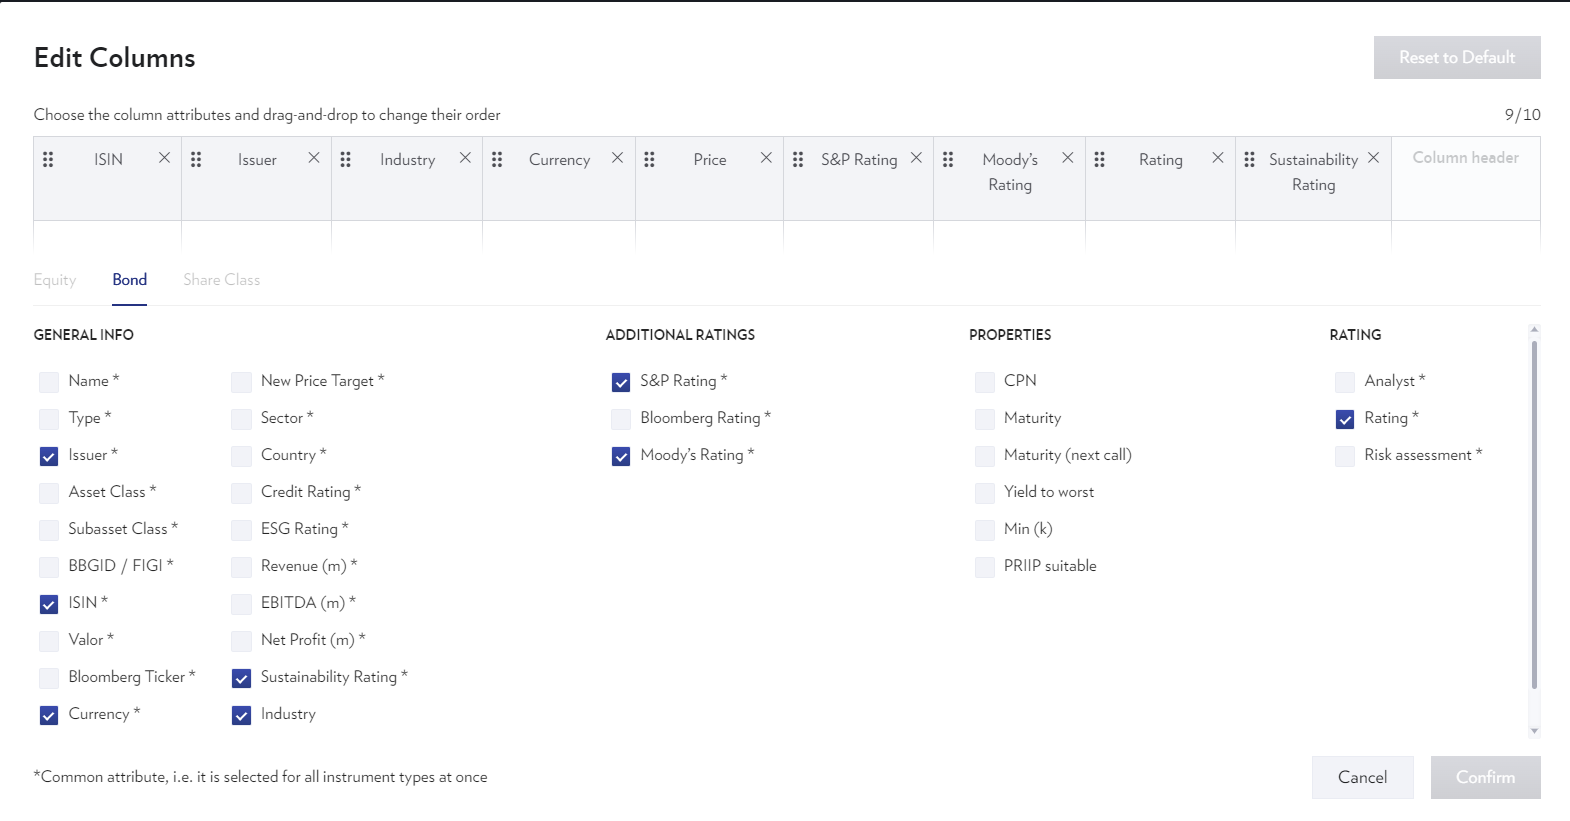 Edit Columns
Reset to Default
Choose the column attributes and drag-and-drop to change their order
9/10
ISIN
Issuer
Industry
Currency
Price
S&P Rating
Moody's
Rating
Rating
Sustainability
Rating
Column header
Equity
Bond
Share Class
GENERAL INFO
Name *
Type *
Issuer *
Asset Class *
Subasset Class *
BBGID / FIGI *
ISIN *
Valor *
Bloomberg Ticker *
Currency *
New Price Target *
Sector *
Country *
Credit Rating *
ESG Rating *
Revenue (m) *
EBITDA (m) *
Net Profit (m) *
Sustainability Rating *
Industry
ADDITIONAL RATINGS
S&P Rating *
Bloomberg Rating *
Moody's Rating *
PROPERTIES
CPN
Maturity
Maturity (next call)
Yield to worst
Min (k)
PRIIP suitable
RATING
Analyst *
Rating *
Risk assessment *
*Common attribute, i.e. it is selected for all instrument types at once
Cancel
Confirm